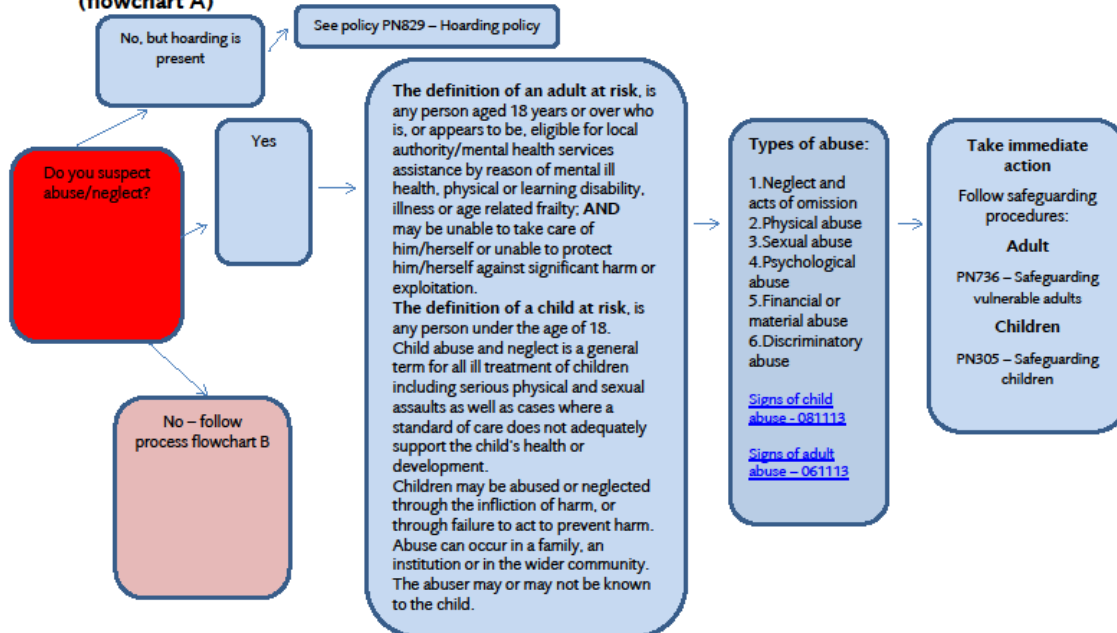 (flowchart A)
No, but hoarding is
present
See policy PN829 – Hoarding policy
Do you suspect
abuse/neglect?
Yes
No – follow
process flowchart B
The definition of an adult at risk, is
any person aged 18 years or over who
is, or appears to be, eligible for local
authority/mental health services
assistance by reason of mental ill
health, physical or learning disability,
illness or age related frailty; AND
may be unable to take care of
him/herself or unable to protect
him/herself against significant harm or
exploitation.
The definition of a child at risk, is
any person under the age of 18.
Child abuse and neglect is a general
term for all ill treatment of children
including serious physical and sexual
assaults as well as cases where a
standard of care does not adequately
support the child's health or
development.
Children may be abused or neglected
through the infliction of harm, or
through failure to act to prevent harm.
Abuse can occur in a family, an
institution or in the wider community.
The abuser may or may not be known
to the child.
Types of abuse:
1.Neglect and
acts of omission
2.Physical abuse
3.Sexual abuse
4.Psychological
abuse
5.Financial or
material abuse
6.Discriminatory
abuse
Signs of child
abuse - 081113
Signs of adult
abuse – 061113
Take immediate
action
Follow safeguarding
procedures:
Adult
PN736 – Safeguarding
vulnerable adults
Children
PN305 – Safeguarding
children